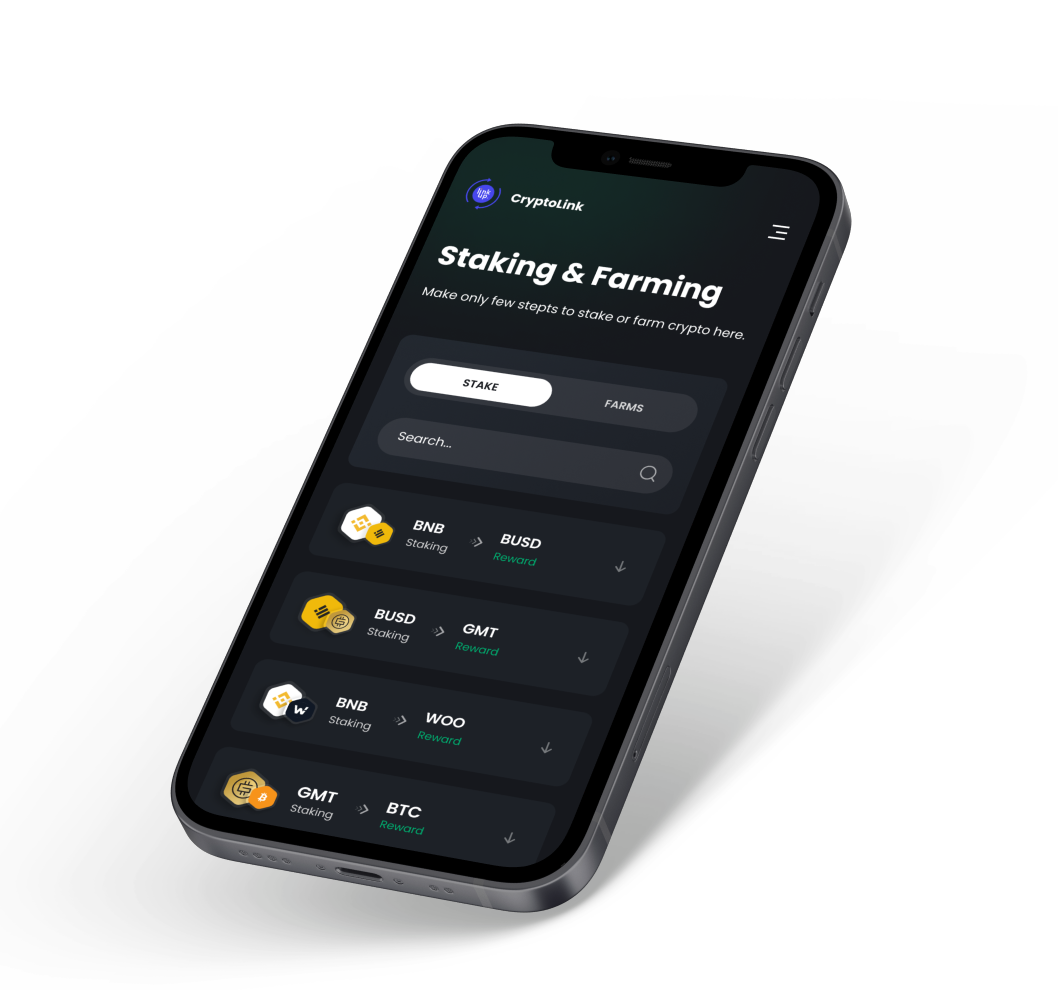 link
up
CryptoLink
Staking & Farming
Make only few stepts to stake or farm crypto here.
STAKE
FARMS
Search...
BNB
Staking
BUSD
Reward
BUSD
Staking
GMT
Reward
BNB
Staking
WOO
Reward
GMT
Staking
BTC
Reward